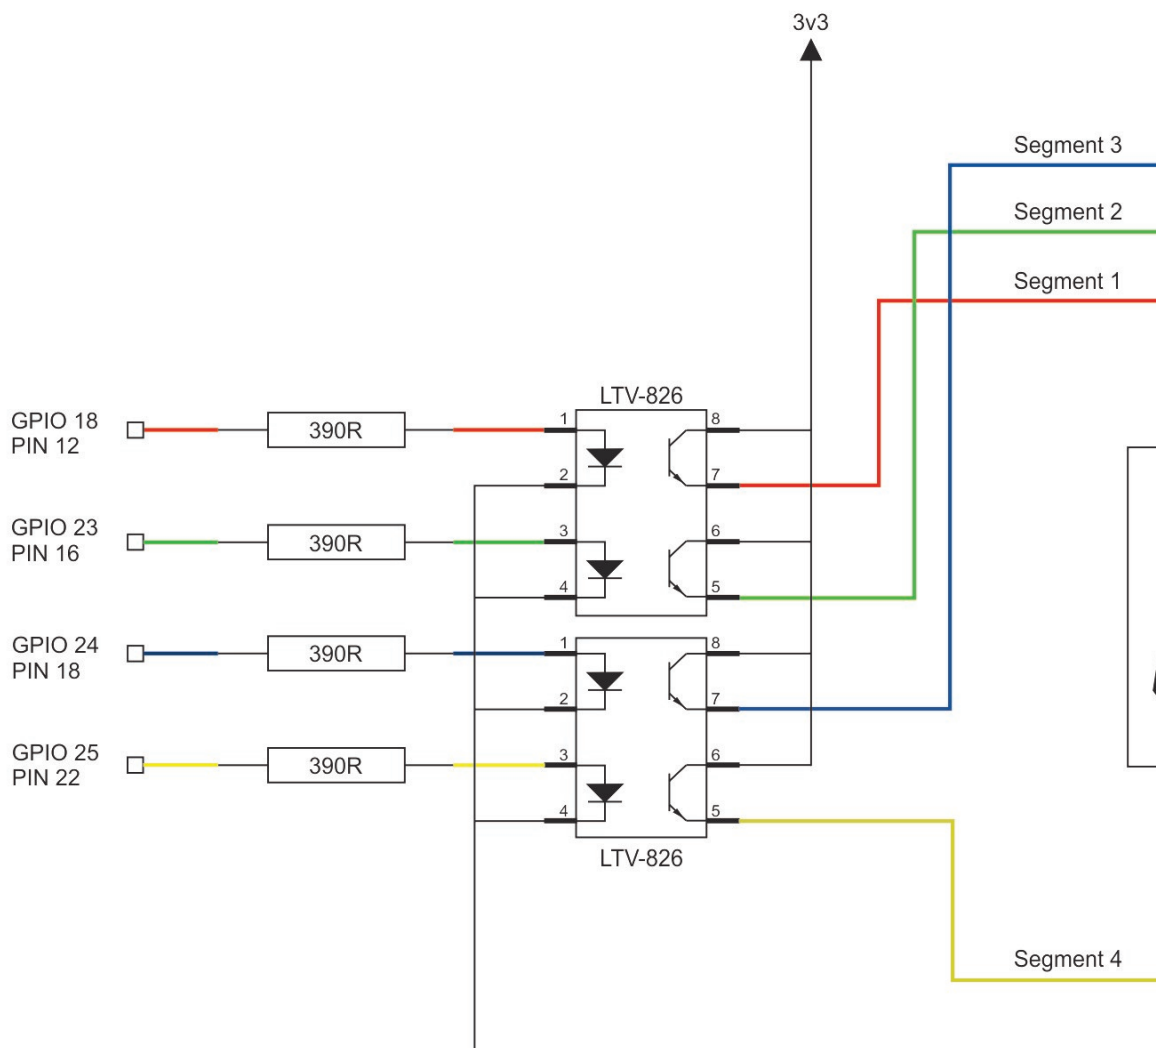 3v3
Segment 3
Segment 2
Segment 1
LTV-826
GPIO 18
PIN 12
390R
1
8
2
7
GPIO 23
PIN 16
390R
3
6
4
5
GPIO 24
PIN 18
390R
1
8
2
7
GPIO 25
PIN 22
390R
3
6
4
5
LTV-826
Segment 4